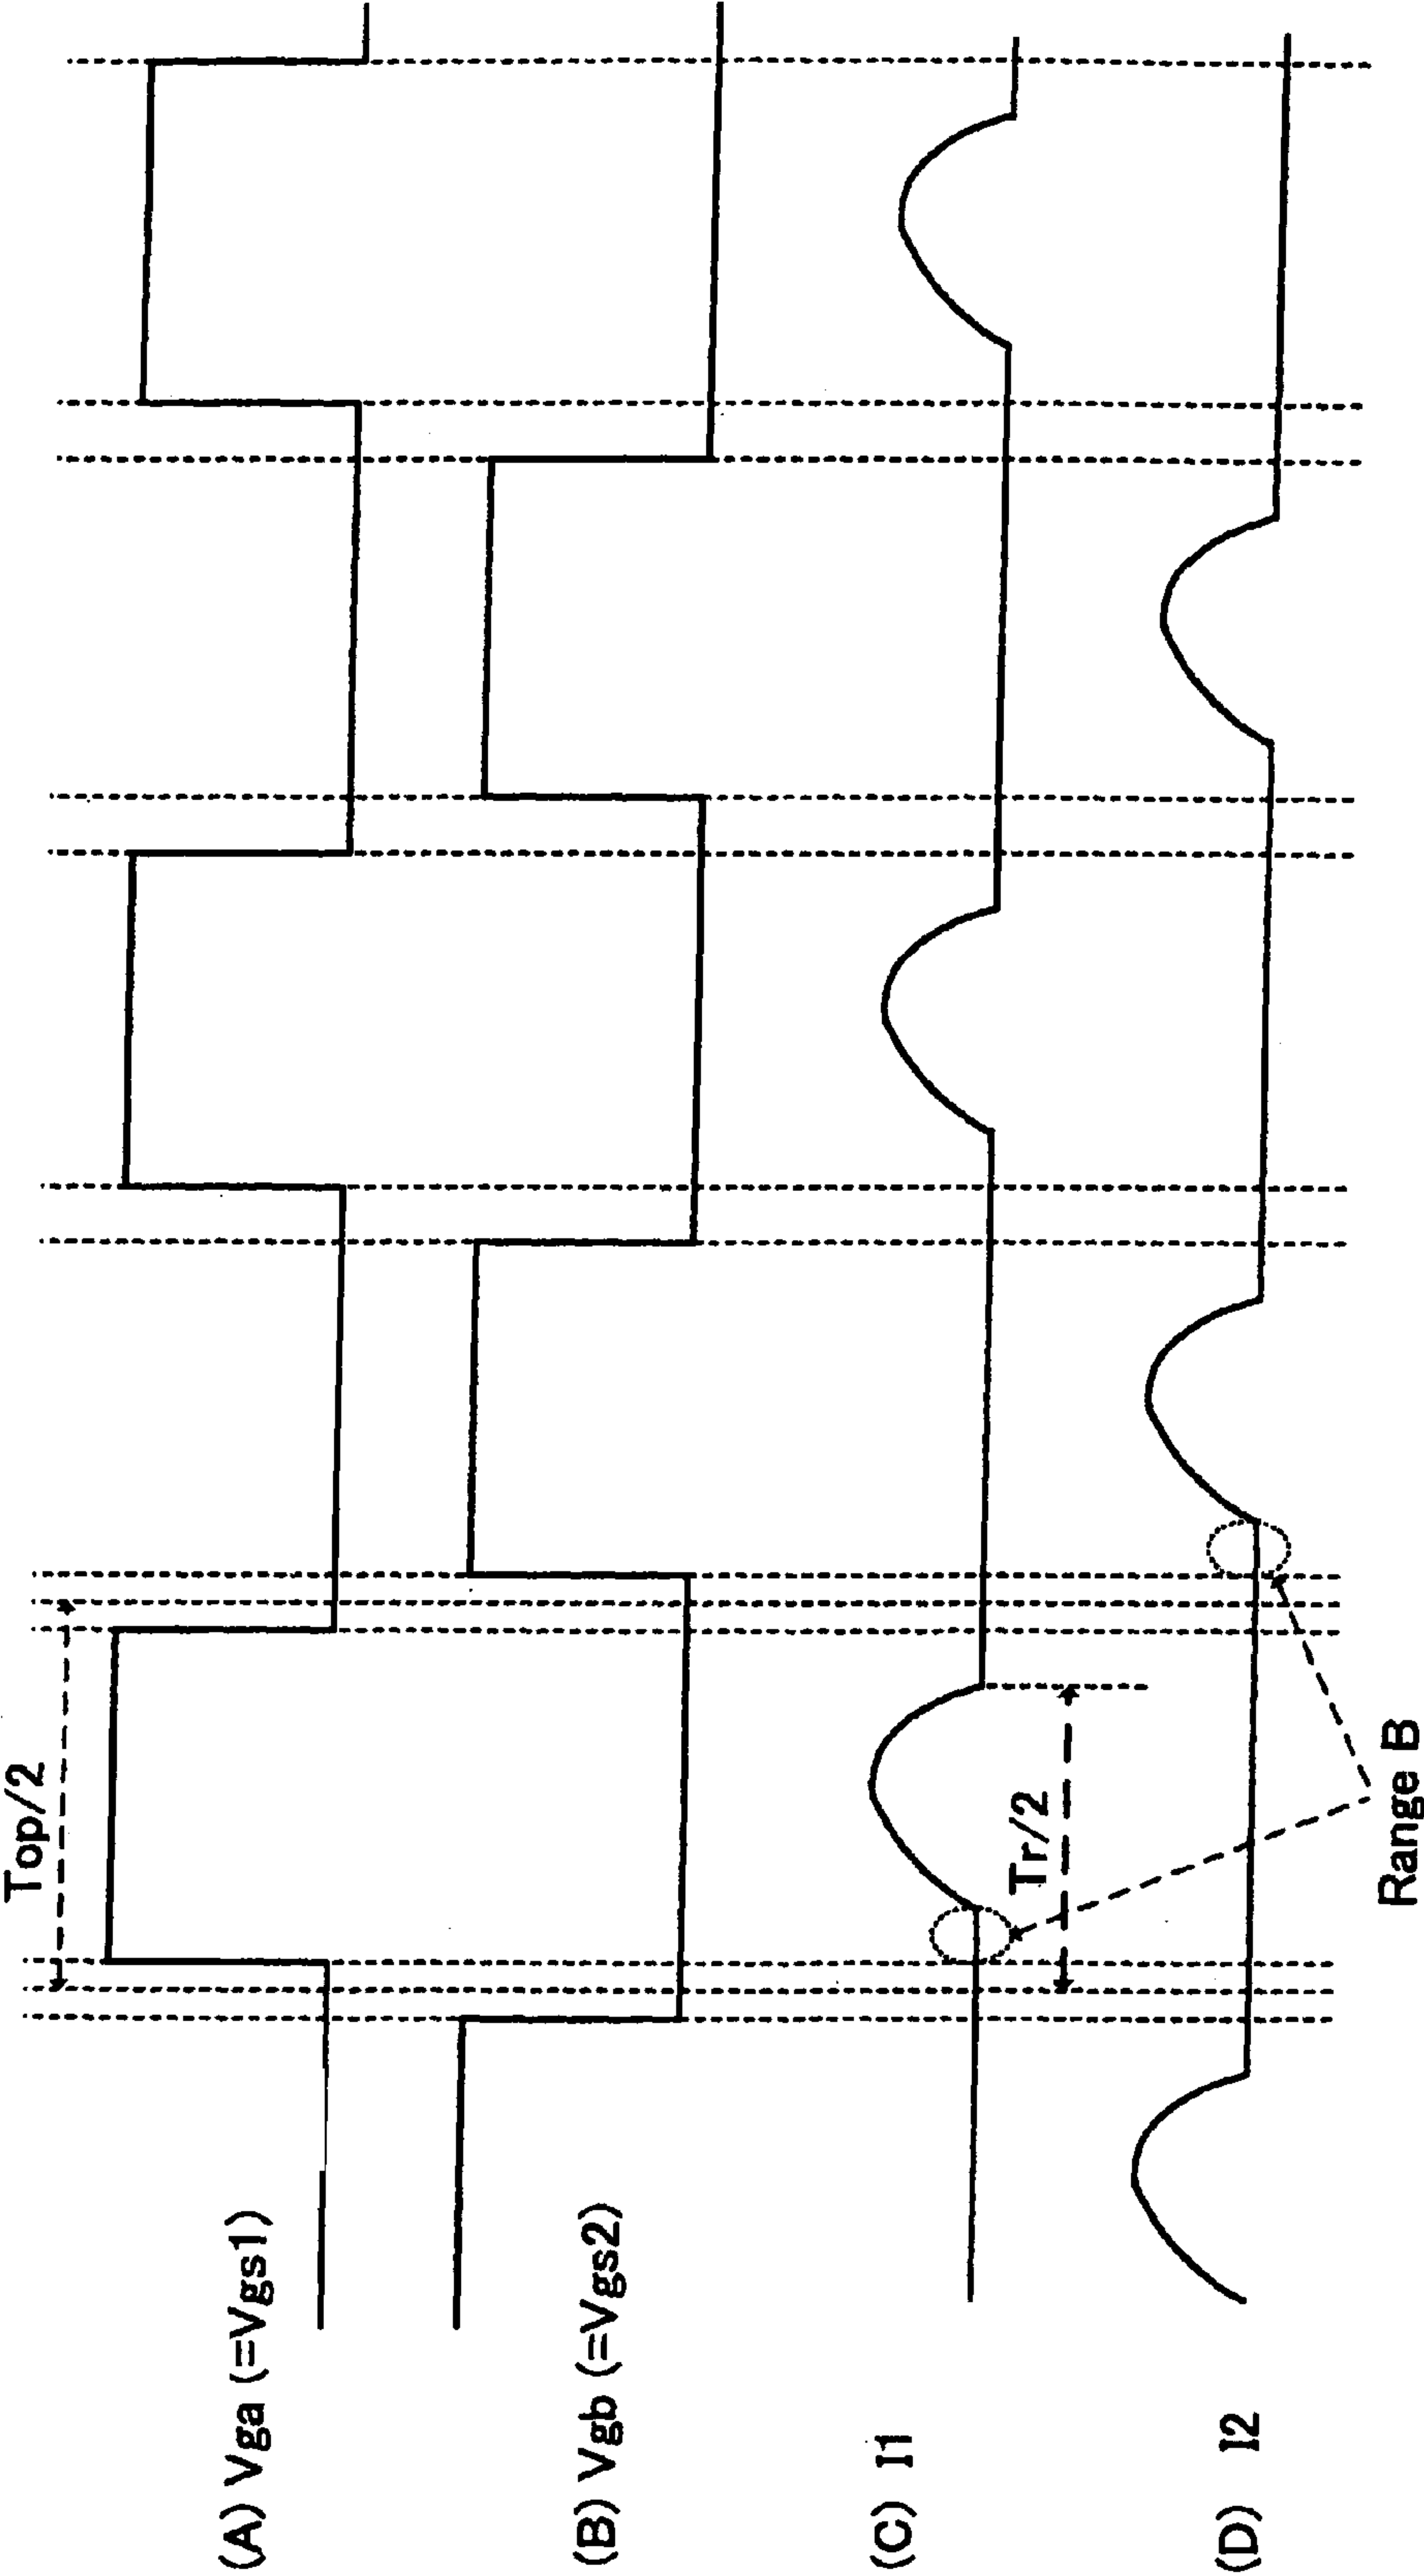 Top/2
(A) Vga (=Vgs1)
(B) Vgb (=Vgs2)
(C) I1
Tr/2
(D) I2
Range B